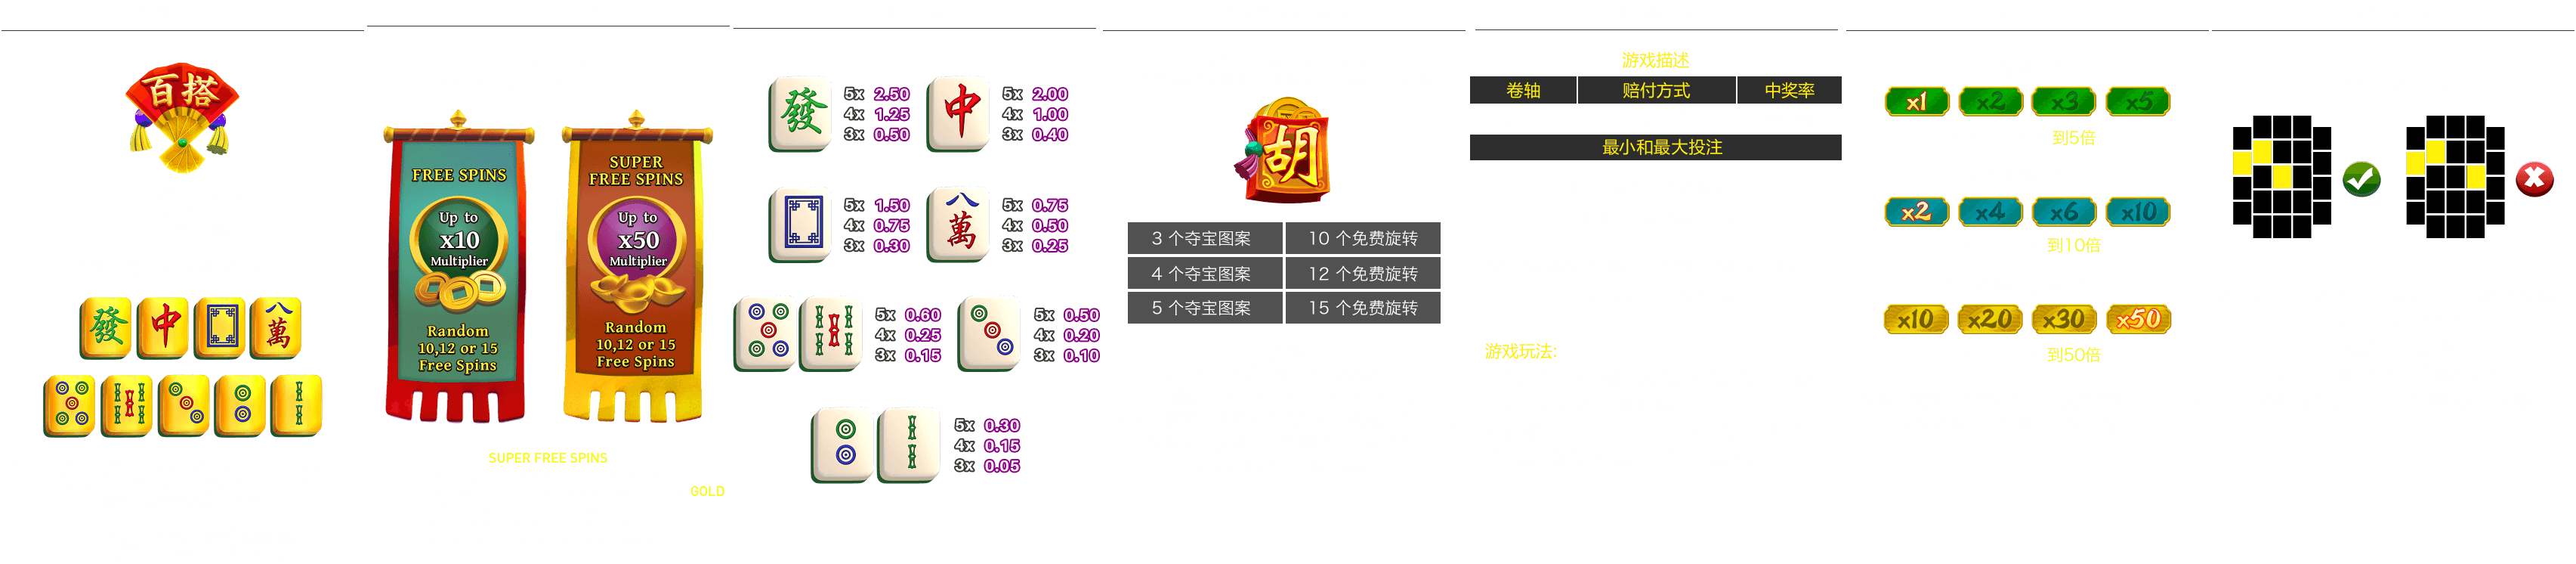 百搭
發
中
八
萬
FREE SPINS
Up to
x10
Multiplier
Random
10,12 or 15
Free Spins
SUPER
FREE SPINS
Up to
x50
Multiplier
Random
10,12 or 15
Free Spins
SUPER FREE SPINS
GOLD
發
5x 2.50
4x 1.25
3x 0.50
中
5x 2.00
4x 1.00
3x 0.40
5x 1.50
4x 0.75
3x 0.30
八
萬
5x 0.75
4x 0.50
3x 0.25
5x 0.60
4x 0.25
3x 0.15
5x 0.50
4x 0.20
3x 0.10
5x 0.30
4x 0.15
3x 0.05
胡
3 个夺宝图案 10 个免费旋转
4 个夺宝图案 12 个免费旋转
5 个夺宝图案 15 个免费旋转
游戏描述
卷轴 赔付方式 中奖率
最小和最大投注
游戏玩法:
x1 x2 x3 x5
到5倍
x2 x4 x6 x10
到10倍
x10 x20 x30 x50
到50倍